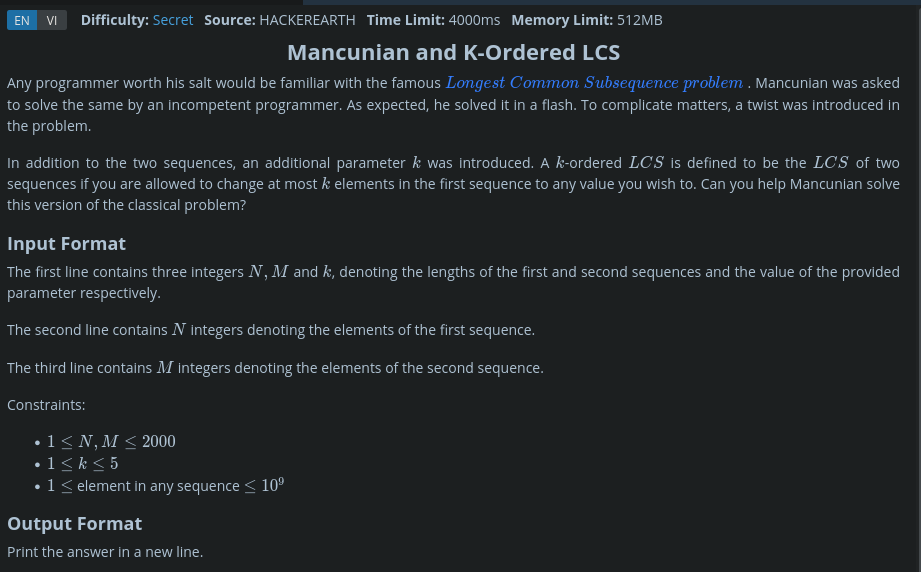 EN VI Difficulty: Secret Source: HACKEREARTH Time Limit: 4000ms Memory Limit: 512MB
Mancunian and K-Ordered LCS
Any programmer worth his salt would be familiar with the famous Longest Common Subsequence problem . Mancunian was asked
to solve the same by an incompetent programmer. As expected, he solved it in a flash. To complicate matters, a twist was introduced in
the problem.
In addition to the two sequences, an additional parameter k was introduced. A k-ordered LCS is defined to be the LCS of two
sequences if you are allowed to change at most k elements in the first sequence to any value you wish to. Can you help Mancunian solve
this version of the classical problem?
Input Format
The first line contains three integers N, M and k, denoting the lengths of the first and second sequences and the value of the provided
parameter respectively.
The second line contains N integers denoting the elements of the first sequence.
The third line contains M integers denoting the elements of the second sequence.
Constraints:
• 1 ≤ N, M ≤ 2000
• 1 ≤ k ≤ 5
• 1 ≤ element in any sequence ≤ 10⁹
Output Format
Print the answer in a new line.